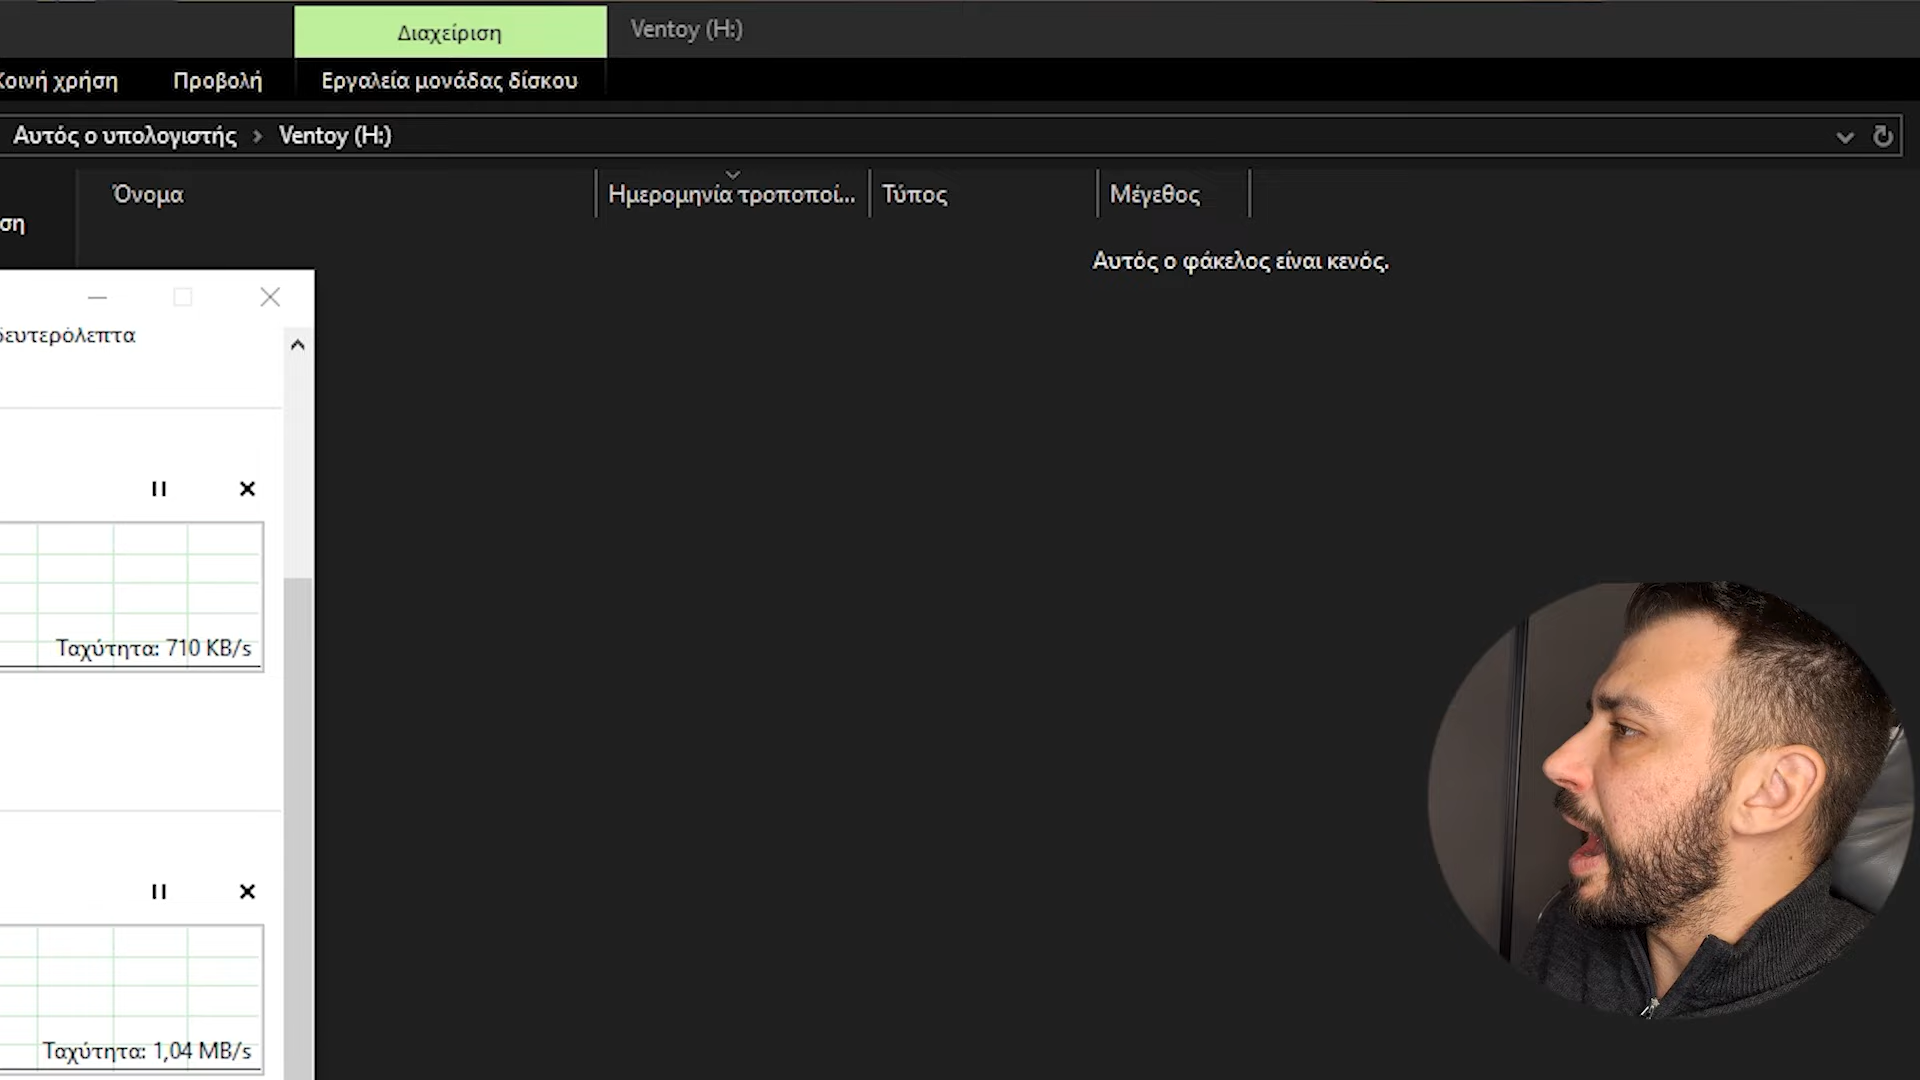 Διαχείριση
Ventoy (H:)
Κοινή χρήση
Προβολή
Εργαλεία μονάδας δίσκου
Αυτός ο υπολογιστής > Ventoy (H:)
Όνομα
Ημερομηνία τροποποί...
Τύπος
Μέγεθος
ση
Αυτός ο φάκελος είναι κενός.
δευτερόλεπτα
Ταχύτητα: 710 KB/s
Ταχύτητα: 1,04 MB/s